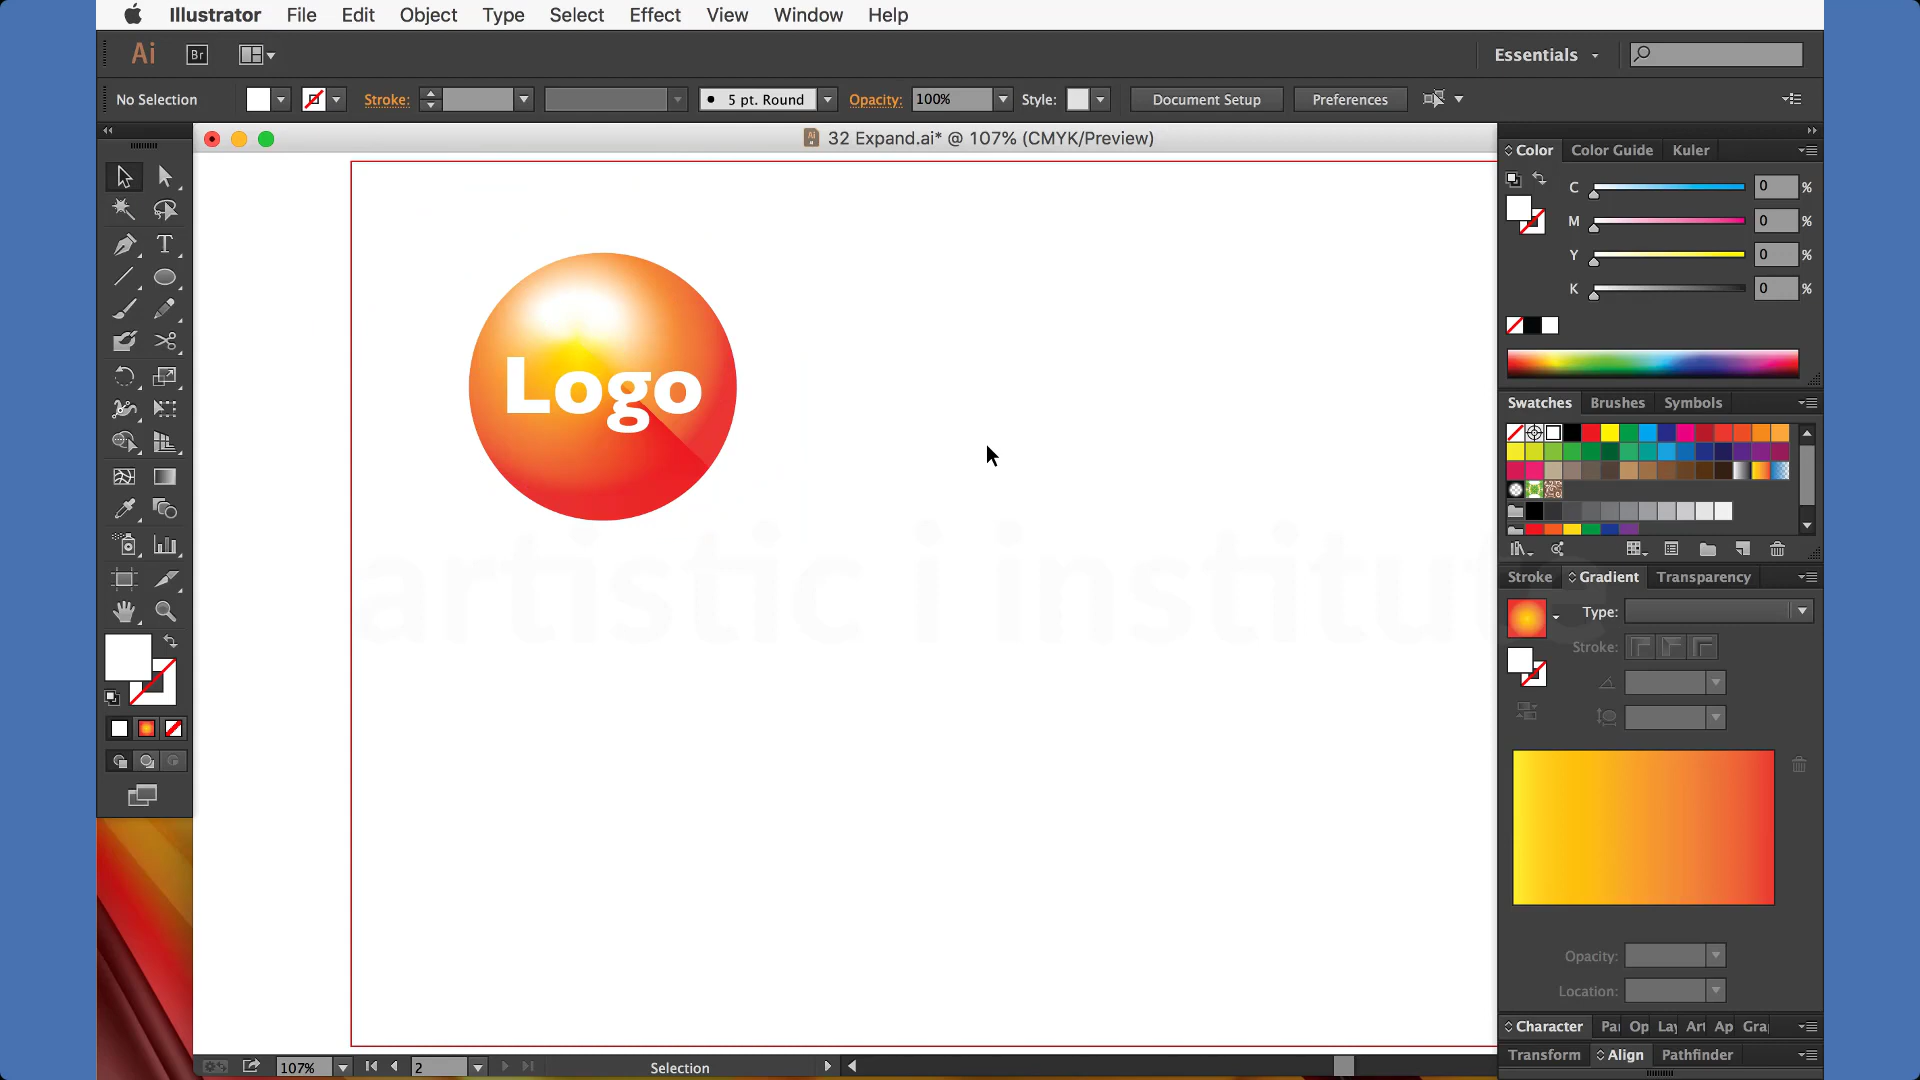 Illustrator File Edit Object Type Select Effect View Window Help
Ai Br Essentials
No Selection Stroke: 5 pt. Round Opacity: 100% Style: Document Setup Preferences
32 Expand.ai* @ 107% (CMYK/Preview)
Color Color Guide Kuler
C 0 %
M 0 %
Y 0 %
K 0 %
Logo
Swatches Brushes Symbols
artistic i institute
Stroke Gradient Transparency
Type:
Stroke:
Opacity:
Location:
Character Par Op Lay Art Ap Gra
Transform Align Pathfinder
107% 2 Selection